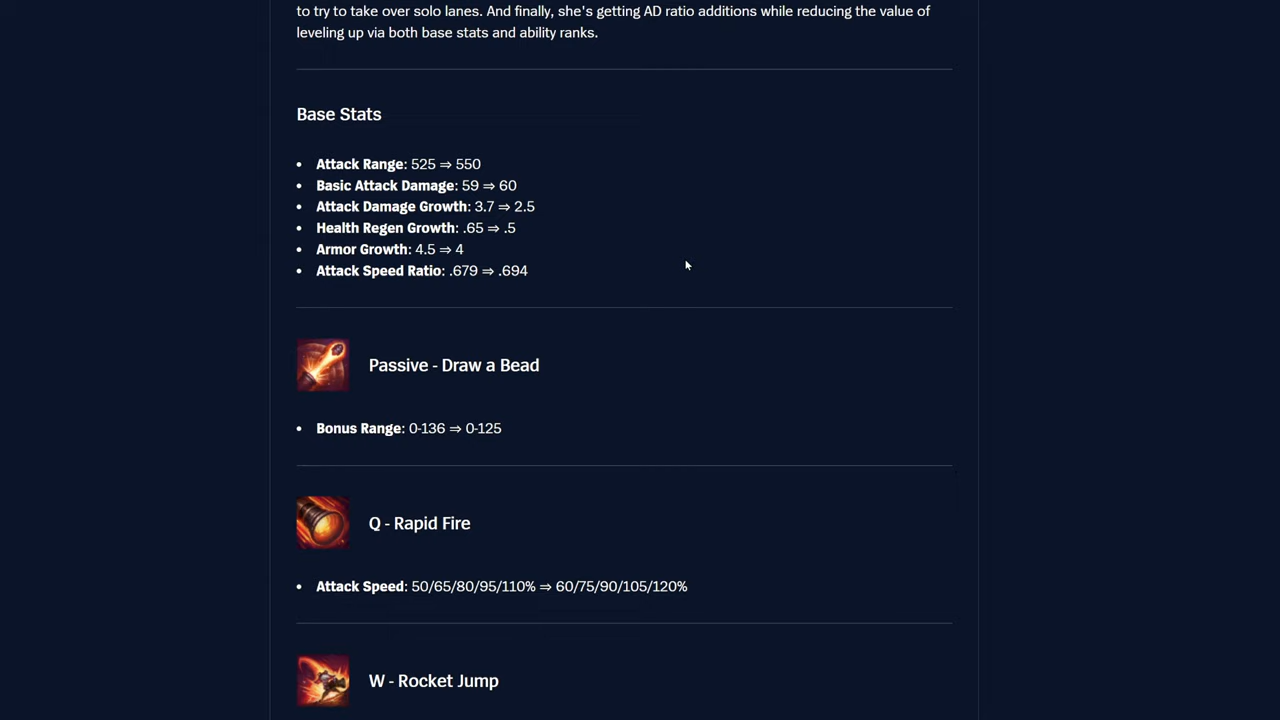 to try to take over solo lanes. And finally, she's getting AD ratio additions while reducing the value of
leveling up via both base stats and ability ranks.
Base Stats
• Attack Range: 525 ⇒ 550
• Basic Attack Damage: 59 ⇒ 60
• Attack Damage Growth: 3.7 ⇒ 2.5
• Health Regen Growth: .65 ⇒ .5
• Armor Growth: 4.5 ⇒ 4
• Attack Speed Ratio: .679 ⇒ .694
Passive - Draw a Bead
• Bonus Range: 0-136 ⇒ 0-125
Q - Rapid Fire
• Attack Speed: 50/65/80/95/110% ⇒ 60/75/90/105/120%
W - Rocket Jump